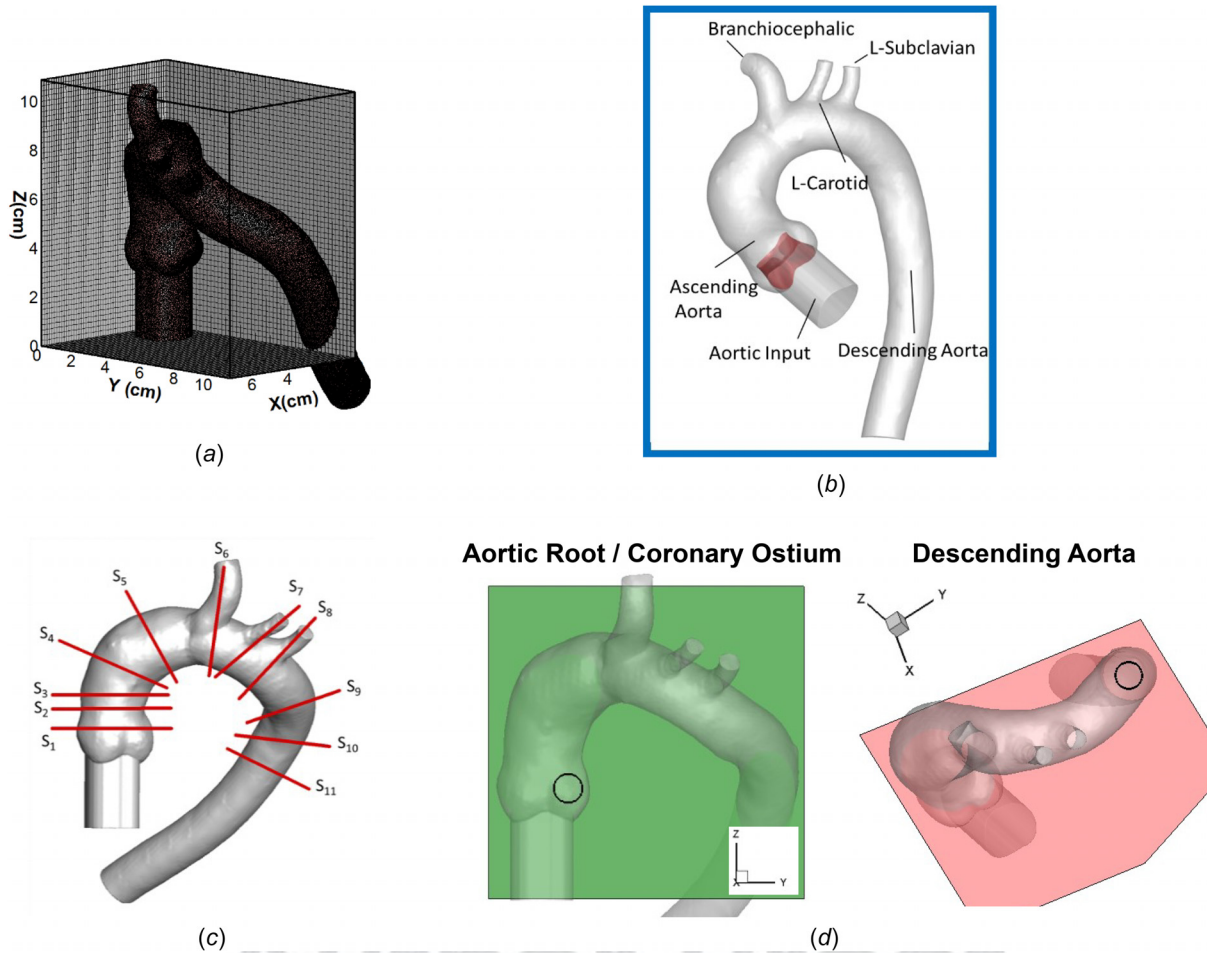 10
8
6
4
2
0
Z(cm)
0
2
4
6
8
10
Y (cm)
6
4
X(cm)
(a)
Branchiocephalic
L-Subclavian
L-Carotid
Ascending
Aorta
Aortic Input
Descending Aorta
(b)
S6
S5
S7
S8
S4
S9
S3
S2
S1
S10
S11
(c)
Aortic Root / Coronary Ostium
Z
X
Y
Descending Aorta
Z
Y
X
(d)